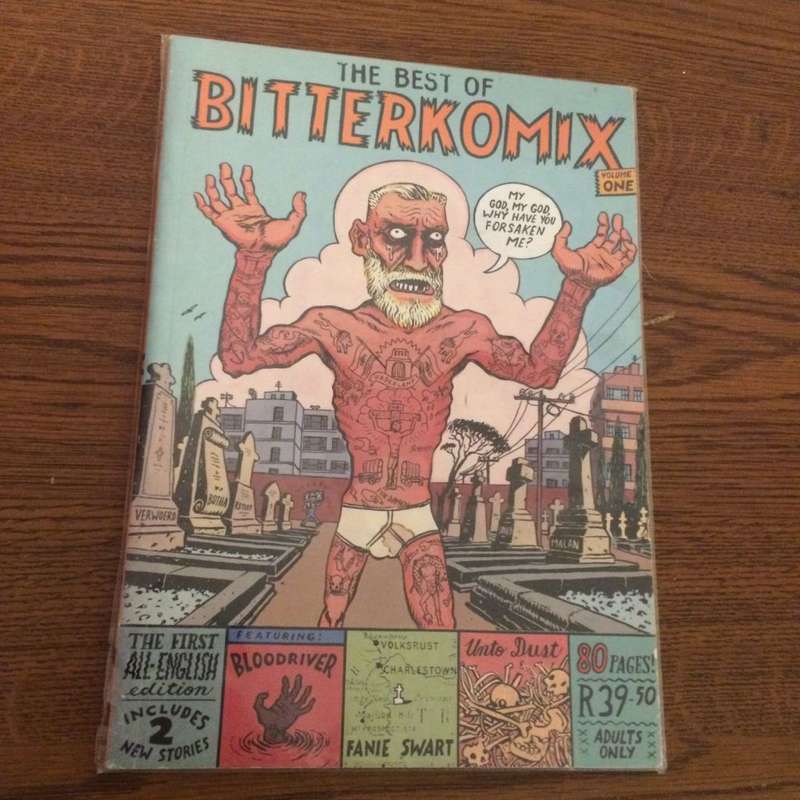 THE BEST OF
BITTERKOMIX
VOLUME
ONE
MY
GOD, MY GOD,
WHY HAVE YOU
FORSAKEN
ME?
VERWOERD
BOTHA
MALAN
THE FIRST
ALL-ENGLISH
edition
INCLUDES
2
NEW STORIES
FEATURING:
BLOODRIVER
VOLKSRUST
CHARLESTOWN
FANIE SWART
Unto Dust
80 PAGES!
R39-50
ADULTS
ONLY